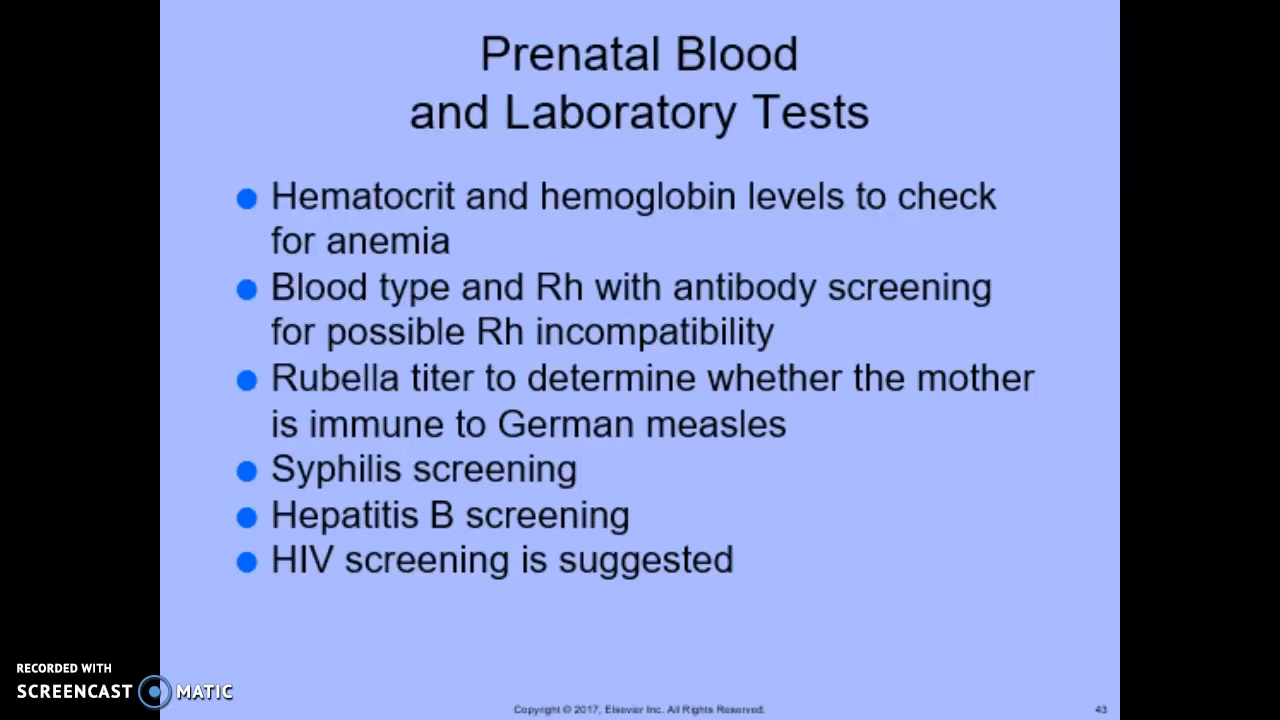 Prenatal Blood
and Laboratory Tests
Hematocrit and hemoglobin levels to check
for anemia
Blood type and Rh with antibody screening
for possible Rh incompatibility
Rubella titer to determine whether the mother
is immune to German measles
Syphilis screening
Hepatitis B screening
HIV screening is suggested
RECORDED WITH
SCREENCAST MATIC
Copyright © 2017, Elsevier Inc. All Rights Reserved.
43